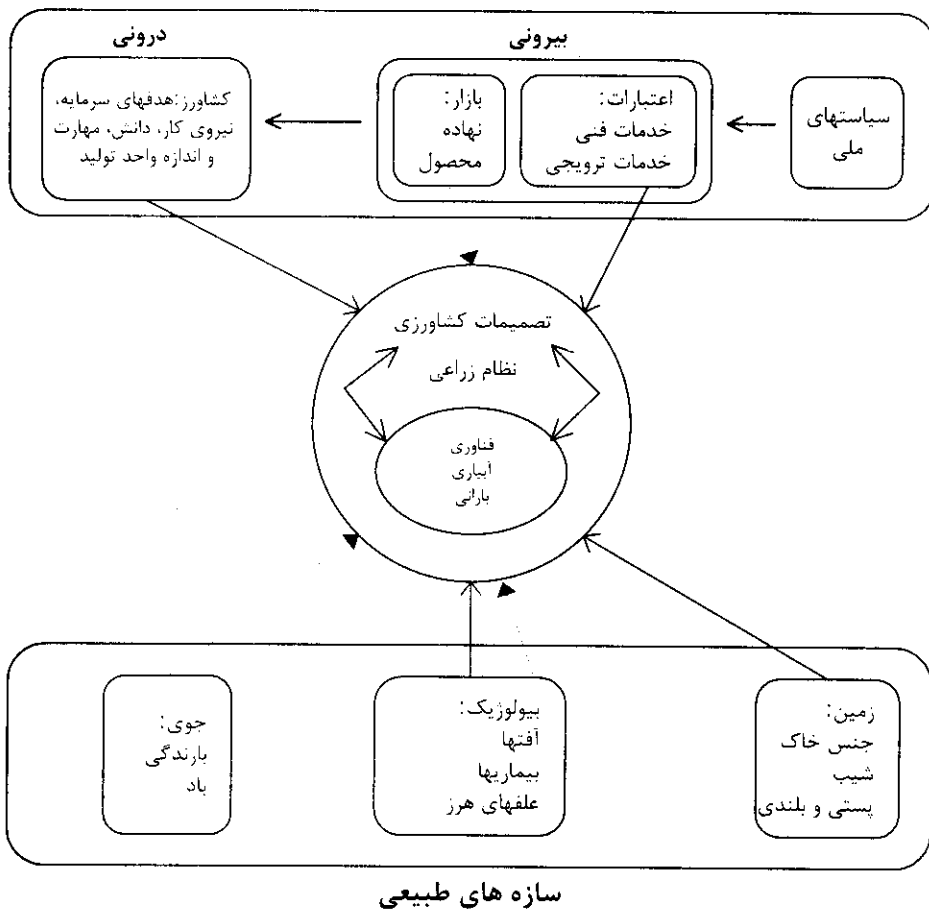 بیرونی
درونی
سیاستهای
ملی
اعتبارات:
خدمات فنی
خدمات ترویجی
بازار:
نهاده
محصول
کشاورز:هدفهای سرمایه،
نیروی کار، دانش، مهارت
و اندازه واحد تولید
تصمیمات کشاورزی
نظام زراعی
فناوری
آبیاری
بارانی
زمین:
جنس خاک
شیب
پستی و بلندی
بیولوژیک:
آفتها
بیماریها
علفهای هرز
جوی:
بارندگی
باد
سازه های طبیعی